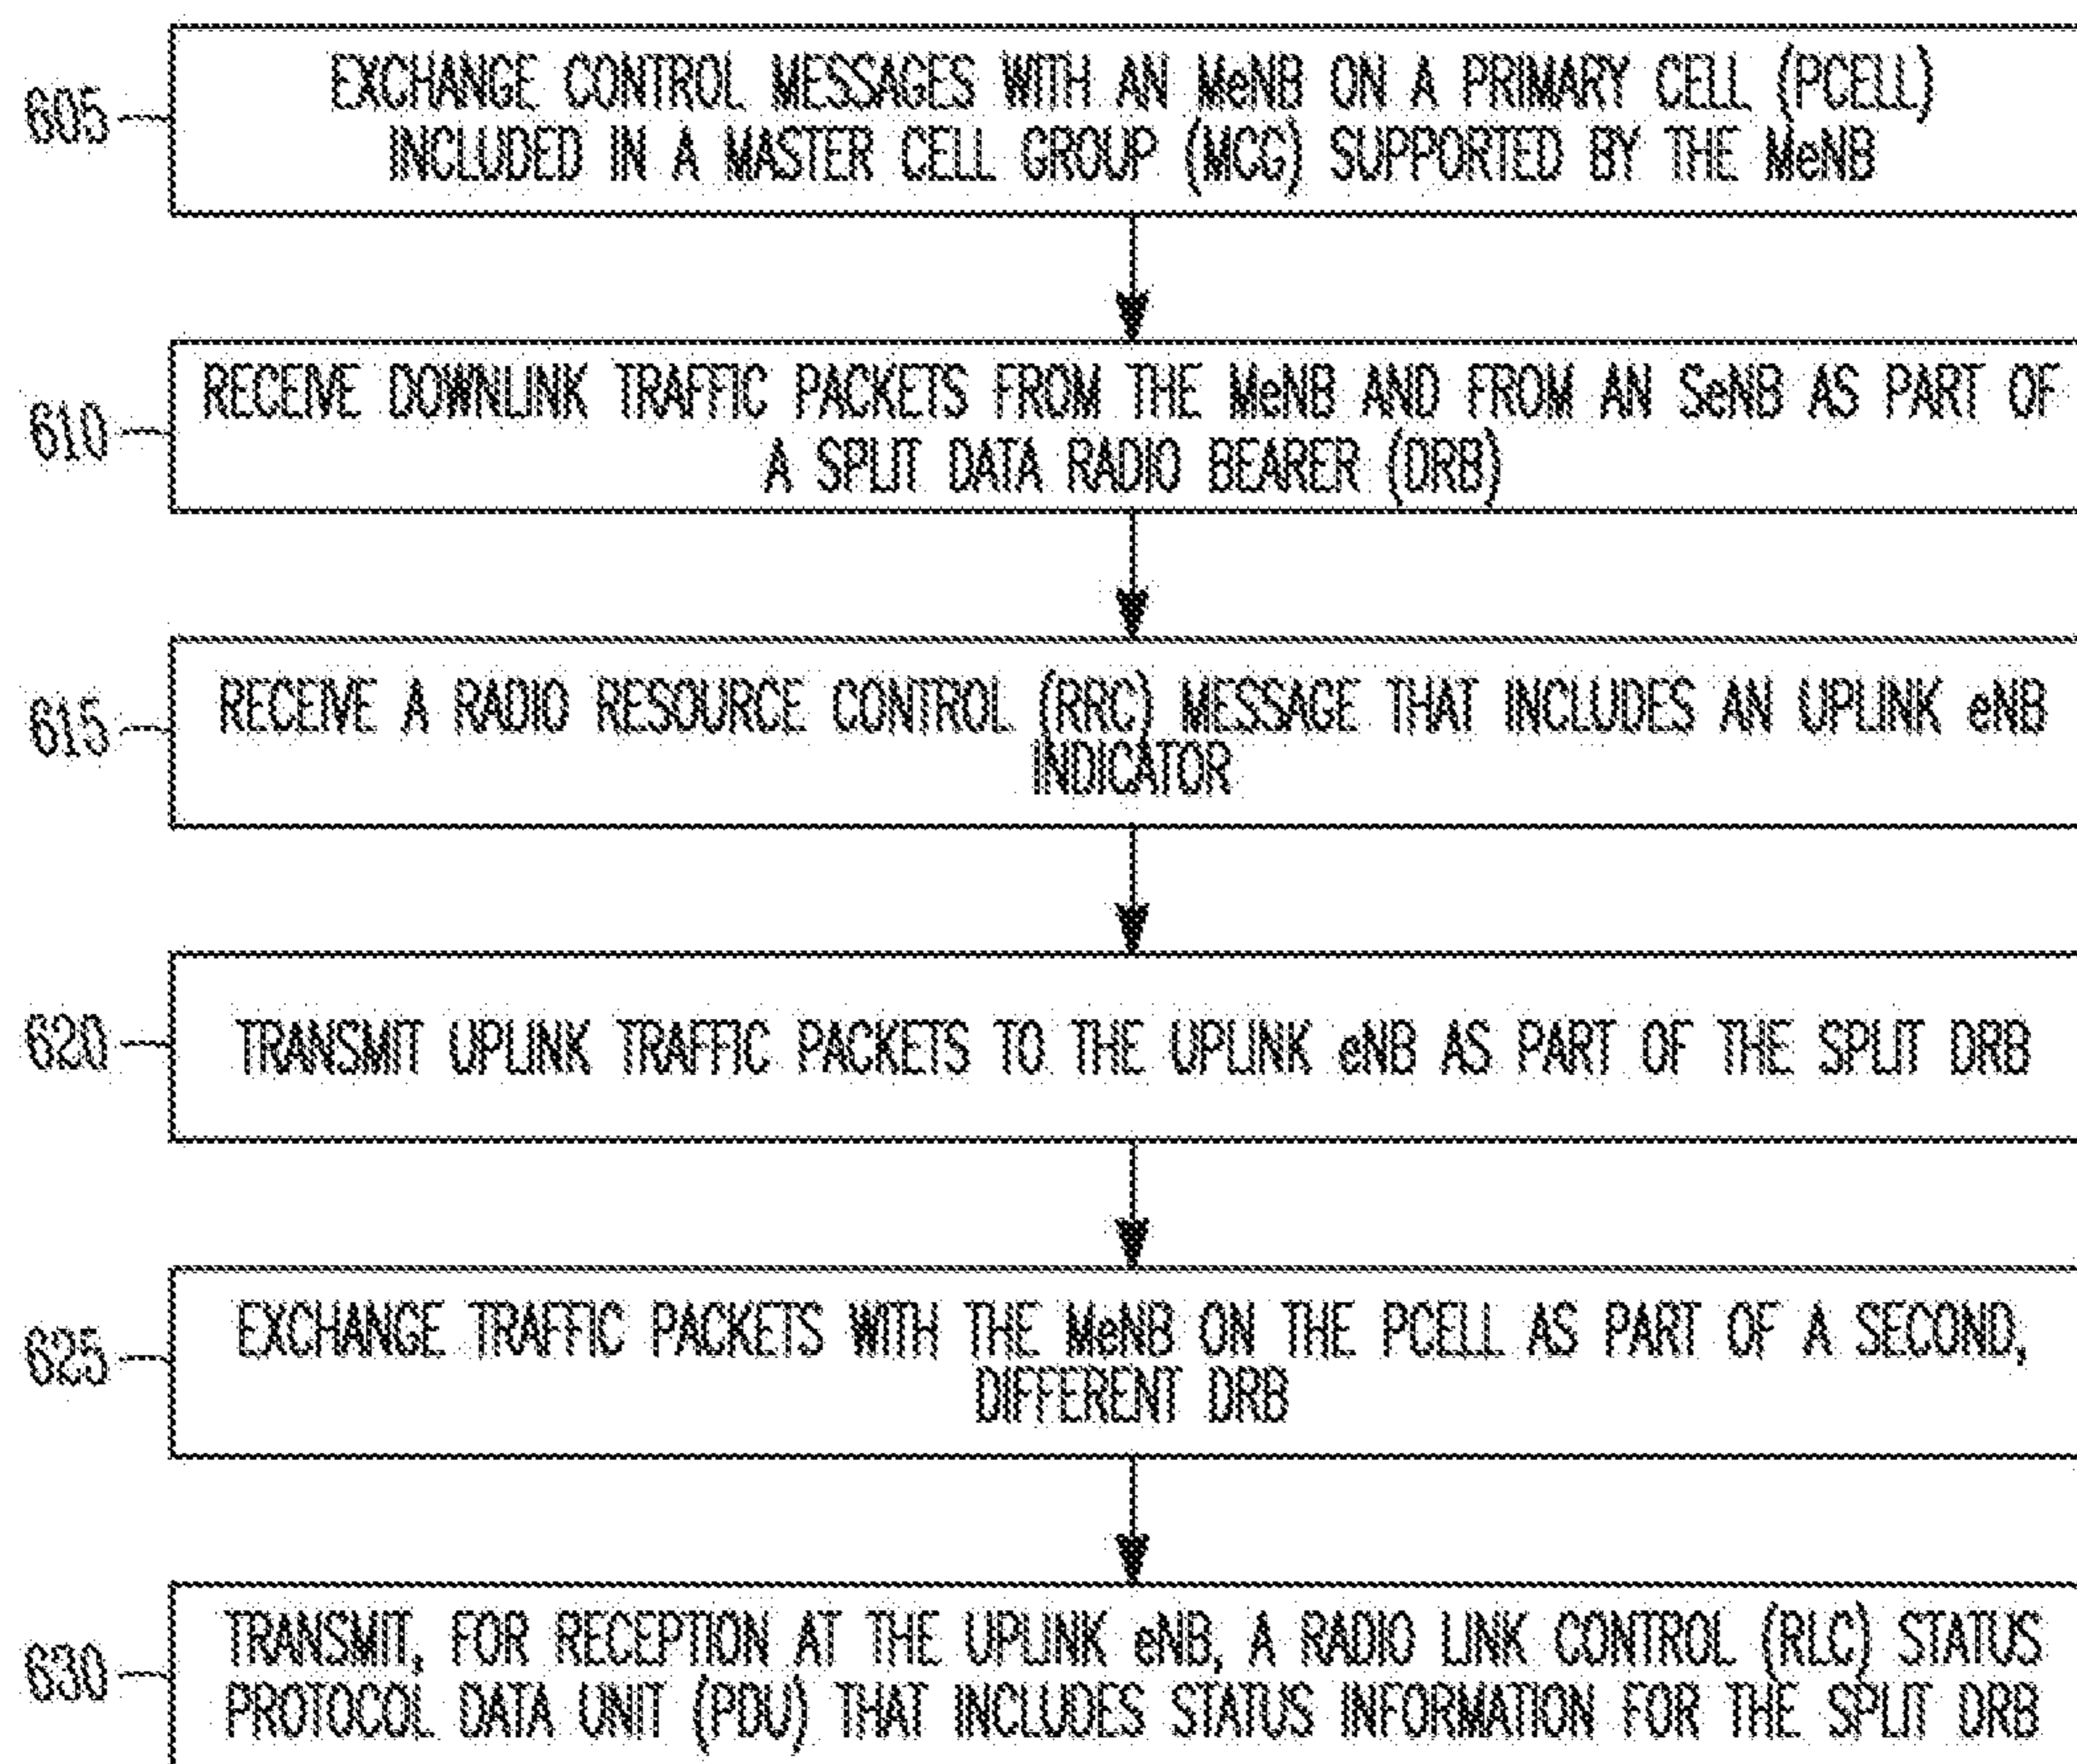 605
EXCHANGE CONTROL MESSAGES WITH AN MeNB ON A PRIMARY CELL (PCELL)
INCLUDED IN A MASTER CELL GROUP (MCG) SUPPORTED BY THE MeNB
610
RECEIVE DOWNLINK TRAFFIC PACKETS FROM THE MeNB AND FROM AN SeNB AS PART OF
A SPLIT DATA RADIO BEARER (DRB)
615
RECEIVE A RADIO RESOURCE CONTROL (RRC) MESSAGE THAT INCLUDES AN UPLINK eNB
INDICATOR
620
TRANSMIT UPLINK TRAFFIC PACKETS TO THE UPLINK eNB AS PART OF THE SPLIT DRB
625
EXCHANGE TRAFFIC PACKETS WITH THE MeNB ON THE PCELL AS PART OF A SECOND,
DIFFERENT DRB
630
TRANSMIT, FOR RECEPTION AT THE UPLINK eNB, A RADIO LINK CONTROL (RLC) STATUS
PROTOCOL DATA UNIT (PDU) THAT INCLUDES STATUS INFORMATION FOR THE SPLIT DRB